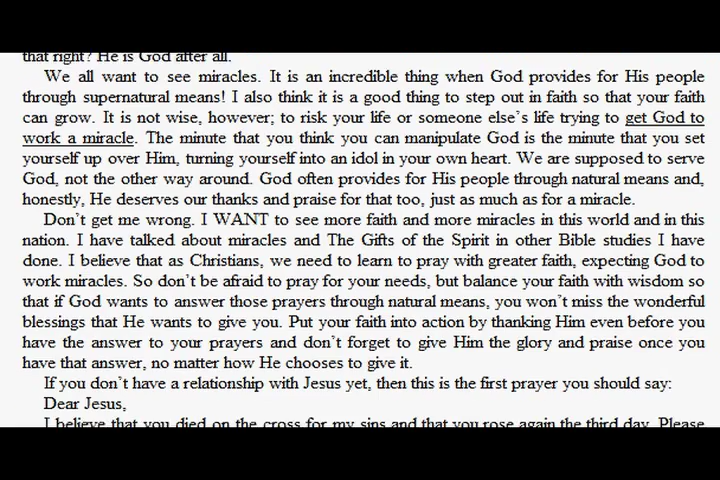 that right? He is God after all.
We all want to see miracles. It is an incredible thing when God provides for His people
through supernatural means! I also think it is a good thing to step out in faith so that your faith
can grow. It is not wise, however; to risk your life or someone else's life trying to get God to
work a miracle. The minute that you think you can manipulate God is the minute that you set
yourself up over Him, turning yourself into an idol in your own heart. We are supposed to serve
God, not the other way around. God often provides for His people through natural means and,
honestly, He deserves our thanks and praise for that too, just as much as for a miracle.
Don't get me wrong. I WANT to see more faith and more miracles in this world and in this
nation. I have talked about miracles and The Gifts of the Spirit in other Bible studies I have
done. I believe that as Christians, we need to learn to pray with greater faith, expecting God to
work miracles. So don't be afraid to pray for your needs, but balance your faith with wisdom so
that if God wants to answer those prayers through natural means, you won't miss the wonderful
blessings that He wants to give you. Put your faith into action by thanking Him even before you
have the answer to your prayers and don't forget to give Him the glory and praise once you
have that answer, no matter how He chooses to give it.
If you don't have a relationship with Jesus yet, then this is the first prayer you should say:
Dear Jesus,
I believe that you died on the cross for my sins and that you rose again the third day. Please